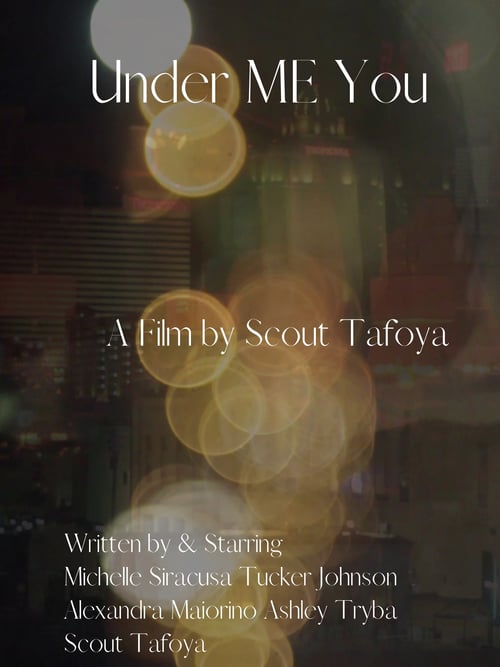 Under ME You
TROPICANA
A Film by Scout Tafoya
Written by & Starring
Michelle Siracusa Tucker Johnson
Alexandra Maiorino Ashley Tryba
Scout Tafoya